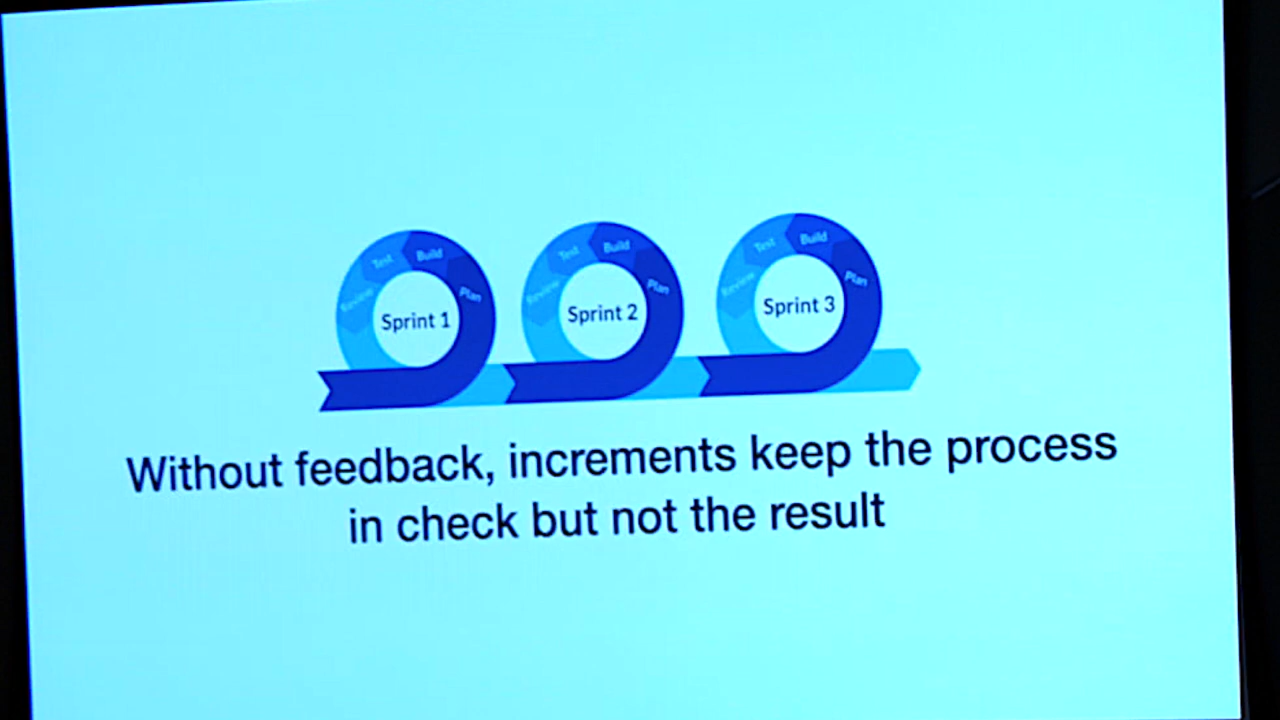 Review Test Build Plan
Sprint 1
Review Test Build Plan
Sprint 2
Review Test Build Plan
Sprint 3
Without feedback, increments keep the process
in check but not the result